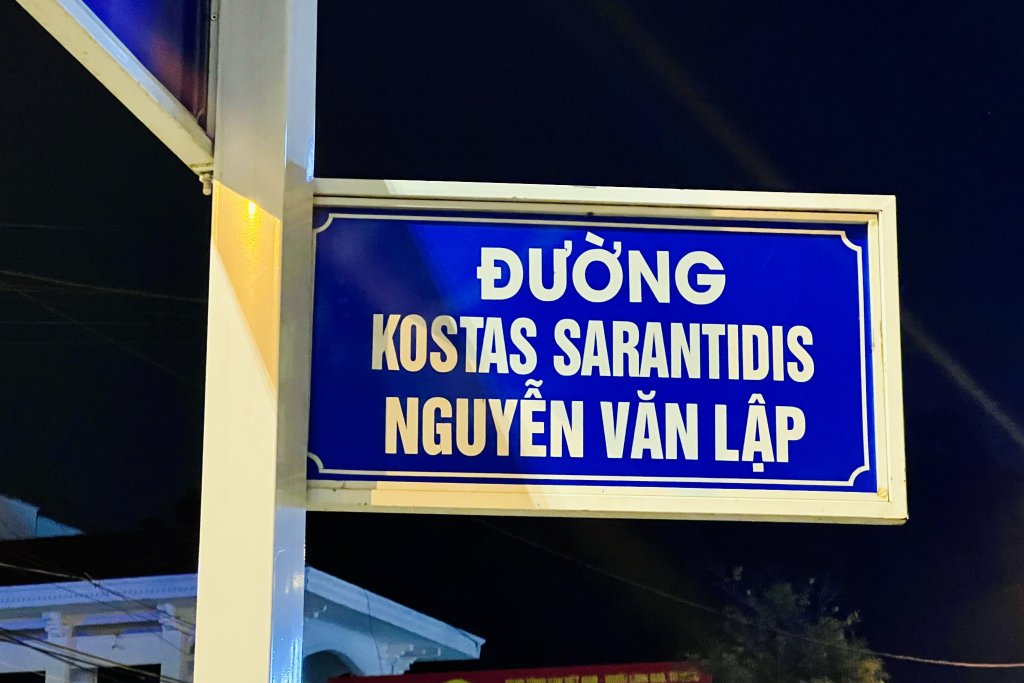 ĐƯỜNG
KOSTAS SARANTIDIS
NGUYỄN VĂN LẬP